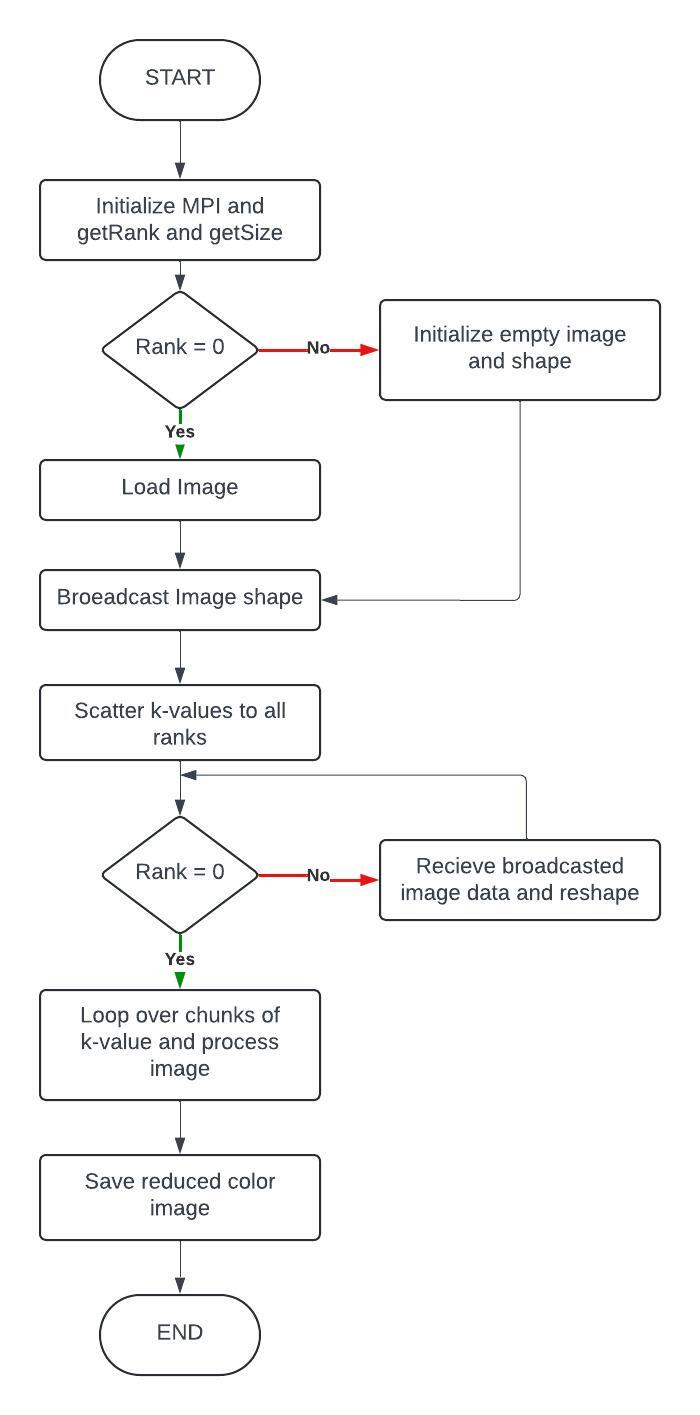 START
Initialize MPI and
getRank and getSize
Rank = 0
No
Initialize empty image
and shape
Yes
Load Image
Broeadcast Image shape
Scatter k-values to all
ranks
Rank = 0
No
Recieve broadcasted
image data and reshape
Yes
Loop over chunks of
k-value and process
image
Save reduced color
image
END